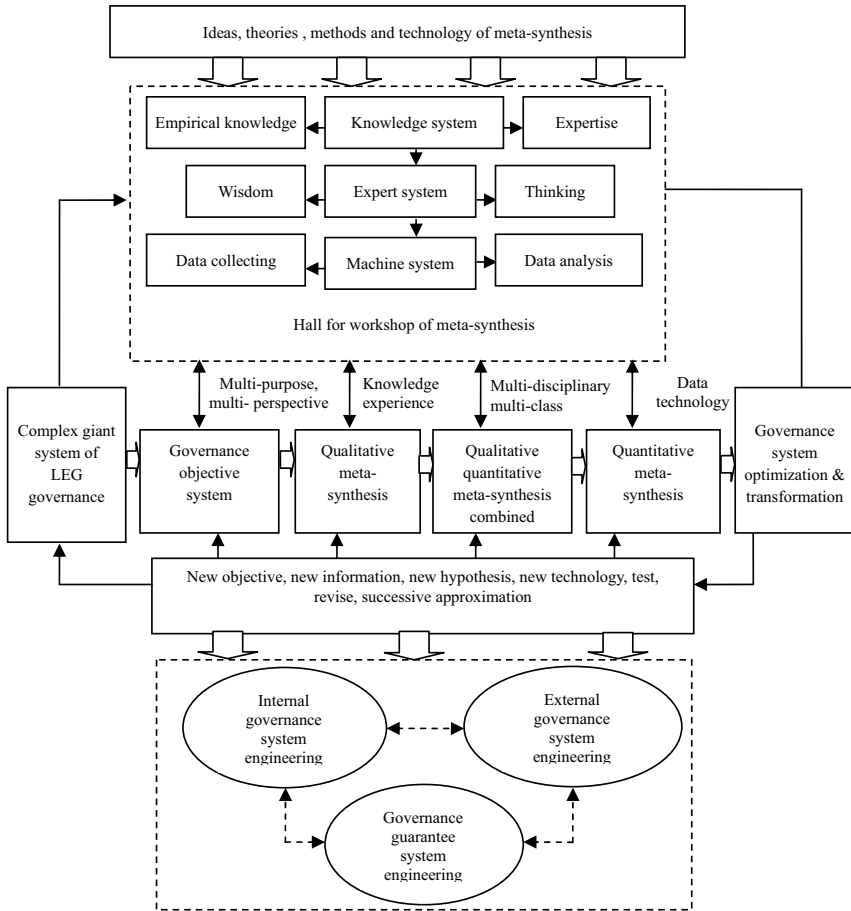 Ideas, theories , methods and technology of meta-synthesis
Empirical knowledge
Knowledge system
Expertise
Wisdom
Expert system
Thinking
Data collecting
Machine system
Data analysis
Hall for workshop of meta-synthesis
Multi-purpose,
multi- perspective
Knowledge
experience
Multi-disciplinary
multi-class
Data
technology
Complex giant
system of
LEG
governance
Governance
objective
system
Qualitative
meta-
synthesis
Qualitative
quantitative
meta-synthesis
combined
Quantitative
meta-
synthesis
Governance
system
optimization &
transformation
New objective, new information, new hypothesis, new technology, test,
revise, successive approximation
Internal
governance
system
engineering
External
governance
system
engineering
Governance
guarantee
system
engineering